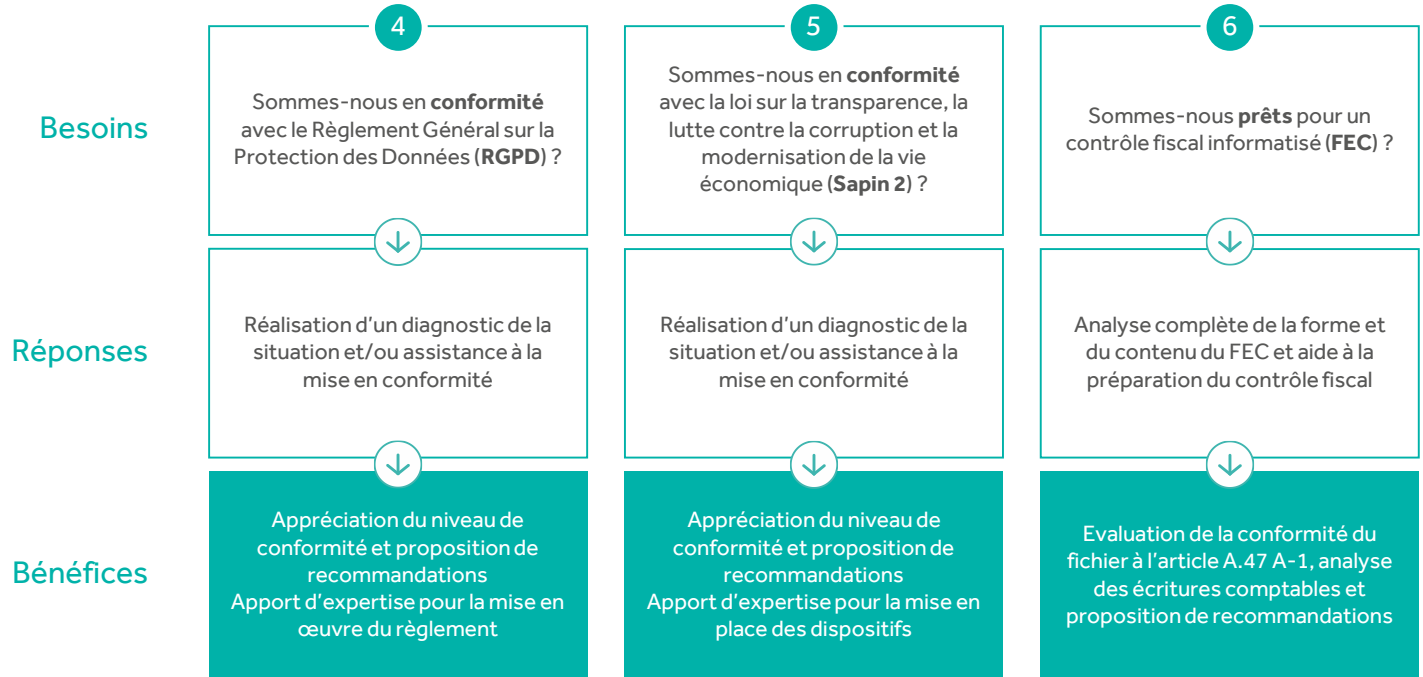 4
5
6
Besoins
Sommes-nous en conformité
avec le Règlement Général sur la
Protection des Données (RGPD) ?
Sommes-nous en conformité
avec la loi sur la transparence, la
lutte contre la corruption et la
modernisation de la vie
économique (Sapin 2) ?
Sommes-nous prêts pour un
contrôle fiscal informatisé (FEC) ?
Réponses
Réalisation d'un diagnostic de la
situation et/ou assistance à la
mise en conformité
Réalisation d'un diagnostic de la
situation et/ou assistance à la
mise en conformité
Analyse complète de la forme et
du contenu du FEC et aide à la
préparation du contrôle fiscal
Bénéfices
Appréciation du niveau de
conformité et proposition de
recommandations
Apport d'expertise pour la mise en
œuvre du règlement
Appréciation du niveau de
conformité et proposition de
recommandations
Apport d'expertise pour la mise en
place des dispositifs
Evaluation de la conformité du
fichier à l'article A.47 A-1, analyse
des écritures comptables et
proposition de recommandations